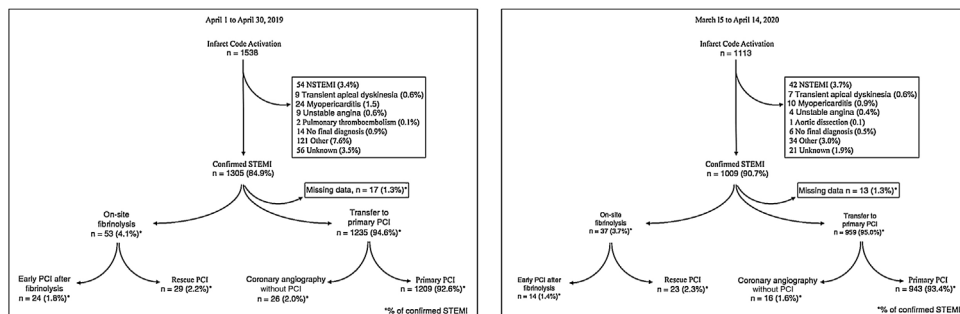 April 1 to April 30, 2019
Infarct Code Activation
n = 1538
54 NSTEMI (3.4%)
9 Transient apical dyskinesia (0.6%)
24 Myopericarditis (1.5)
9 Unstable angina (0.6%)
2 Pulmonary thromboembolism (0.1%)
14 No final diagnosis (0.9%)
121 Other (7.6%)
56 Unknown (3.5%)
Confirmed STEMI
n = 1305 (84.9%)
Missing data, n = 17 (1.3%)*
On-site
fibrinolysis
n = 53 (4.1%)*
Transfer to
primary PCI
n = 1235 (94.6%)*
Early PCI after
fibrinolysis
n = 24 (1.8%)*
Rescue PCI
n = 29 (2.2%)*
Coronary angiography
without PCI
n = 26 (2.0%)*
Primary PCI
n = 1209 (92.6%)*
*% of confirmed STEMI
March 15 to April 14, 2020
Infarct Code Activation
n = 1113
42 NSTEMI (3.7%)
7 Transient apical dyskinesia (0.6%)
10 Myopericarditis (0.9%)
4 Unstable angina (0.4%)
1 Aortic dissection (0.1)
6 No final diagnosis (0.5%)
34 Other (3.0%)
21 Unknown (1.9%)
Confirmed STEMI
n = 1009 (90.7%)
Missing data n = 13 (1.3%)*
On-site
fibrinolysis
n = 37 (3.7%)*
Transfer to
primary PCI
n = 959 (95.0%)*
Early PCI after
fibrinolysis
n = 14 (1.4%)*
Rescue PCI
n = 23 (2.3%)*
Coronary angiography
without PCI
n = 16 (1.6%)*
Primary PCI
n = 943 (93.4%)*
*% of confirmed STEMI